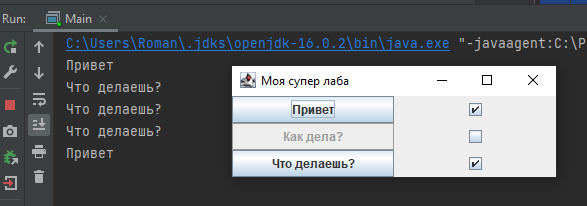 Run: Main
C:\Users\Roman\.jdks\openjdk-16.0.2\bin\java.exe "-javaagent:C:\P
Привет
Что делаешь?
Что делаешь?
Что делаешь?
Привет
Моя супер лаба
Привет
Как дела?
Что делаешь?